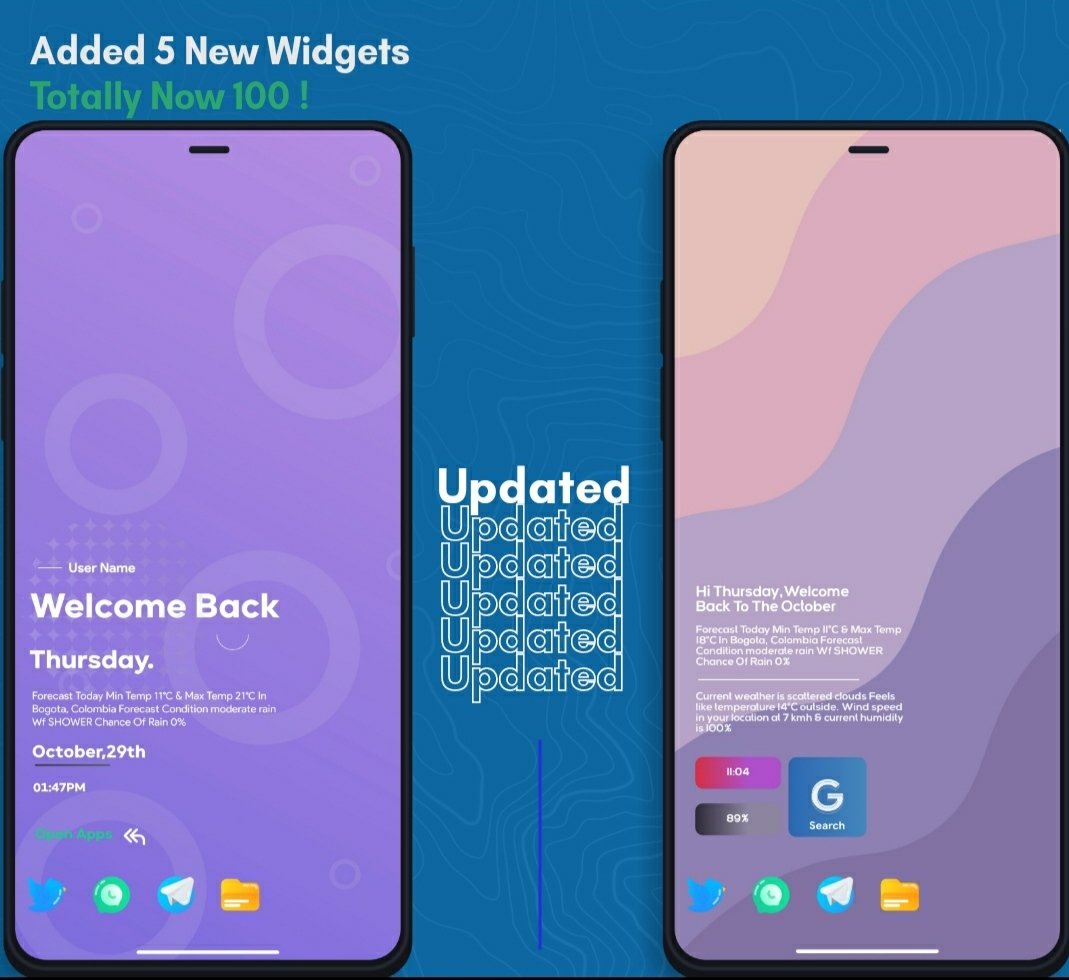 Added 5 New Widgets
Totally Now 100 !
User Name
Welcome Back
Thursday.
Forecast Today Min Temp 11°C & Max Temp 21°C In
Bogota, Colombia Forecast Condition moderate rain
Wf SHOWER Chance Of Rain 0%
October,29th
01:47PM
Open Apps
Updated
Updated
Updated
Updated
Updated
Updated
Hi Thursday,Welcome
Back To The October
Forecast Today Min Temp 11°C & Max Temp
18°C In Bogota, Colombia Forecast
Condition moderate rain Wf SHOWER
Chance Of Rain 0%
Current weather is scattered clouds Feels
like temperature 14°C outside. Wind speed
in your location at 7 kmh & current humidity
is 100%
11:04
89%
G
Search